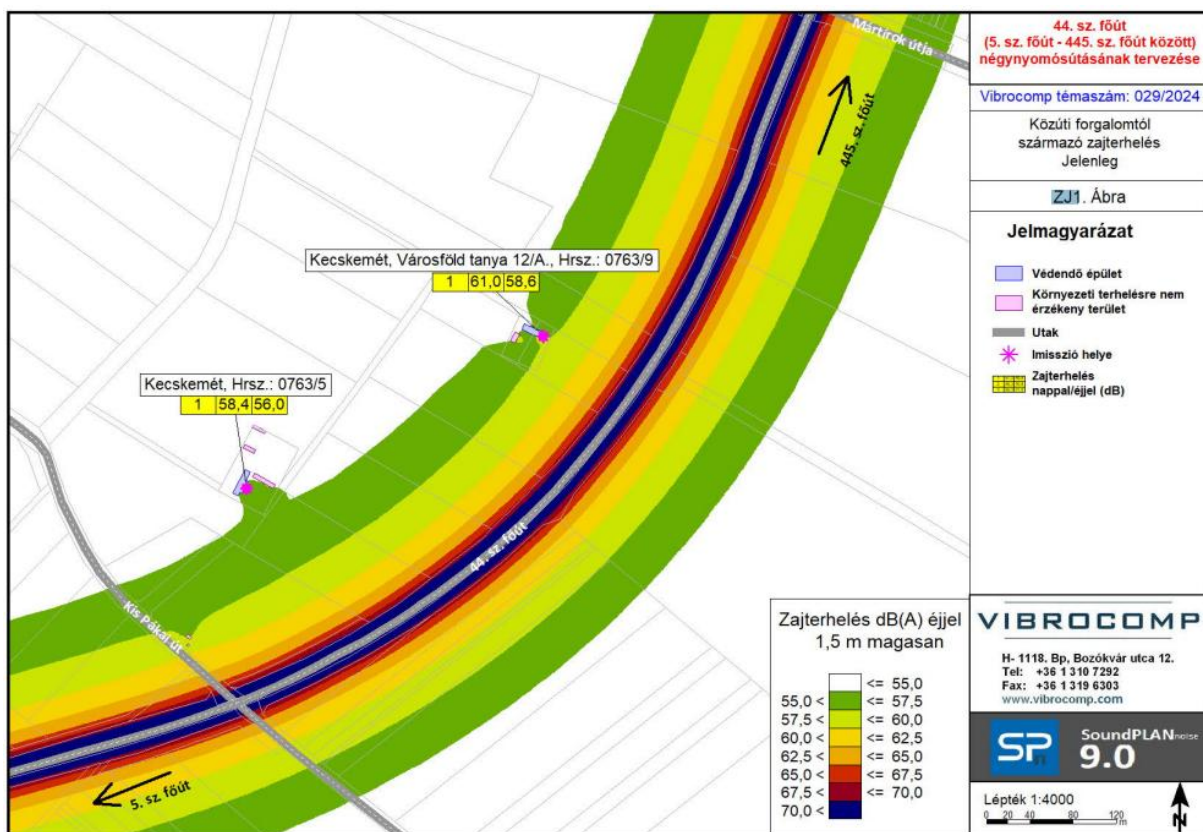 Mártírok útja
445. sz. főút
Kecskemét, Városföld tanya 12/A., Hrsz.: 0763/9
1 61,0 58,6
Kecskemét, Hrsz.: 0763/5
1 58,4 56,0
44. sz. főút
Kis Pákai út
5. sz. főút
Zajterhelés dB(A) éjjel
1,5 m magasan
<= 55,0
55,0 < <= 57,5
57,5 < <= 60,0
60,0 < <= 62,5
62,5 < <= 65,0
65,0 < <= 67,5
67,5 < <= 70,0
70,0 <
44. sz. főút
(5. sz. főút - 445. sz. főút között)
négynyomósútásának tervezése
Vibrocomp témaszám: 029/2024
Közúti forgalomtól
származó zajterhelés
Jelenleg
ZJ1. Ábra
Jelmagyarázat
Védendő épület
Környezeti terhelésre nem
érzékeny terület
Utak
Imisszió helye
Zajterhelés
nappal/éjjel (dB)
VIBROCOMP
H- 1118. Bp, Bozókvár utca 12.
Tel: +36 1 310 7292
Fax: +36 1 319 6303
www.vibrocomp.com
SP
SoundPLANnoise
9.0
Lépték 1:4000
0 20 40 80 120
m
N